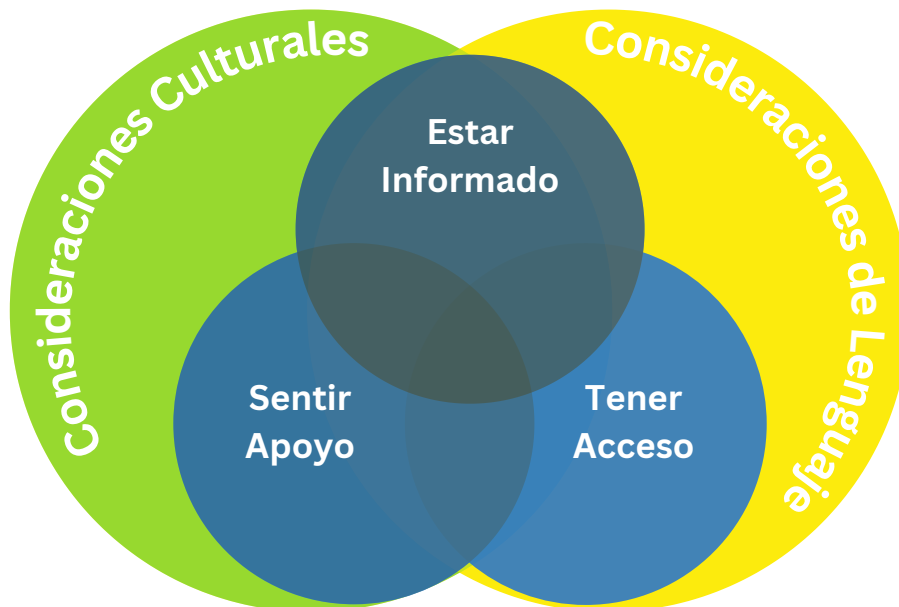 Consideraciones Culturales
Consideraciones de Lenguaje
Estar
Informado
Sentir
Apoyo
Tener
Acceso